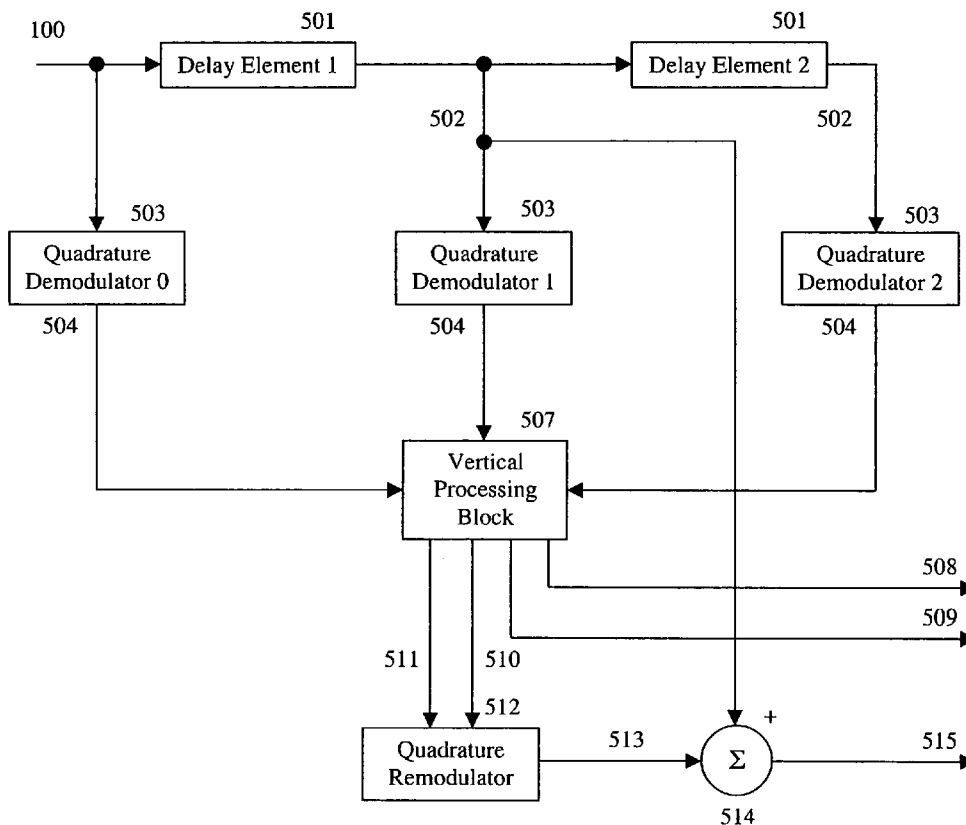 100
501
501
Delay Element 1
Delay Element 2
502
502
503
503
503
Quadrature
Demodulator 0
Quadrature
Demodulator 1
Quadrature
Demodulator 2
504
504
504
507
Vertical
Processing
Block
508
509
511
510
512
Quadrature
Remodulator
513
+
Σ
515
514